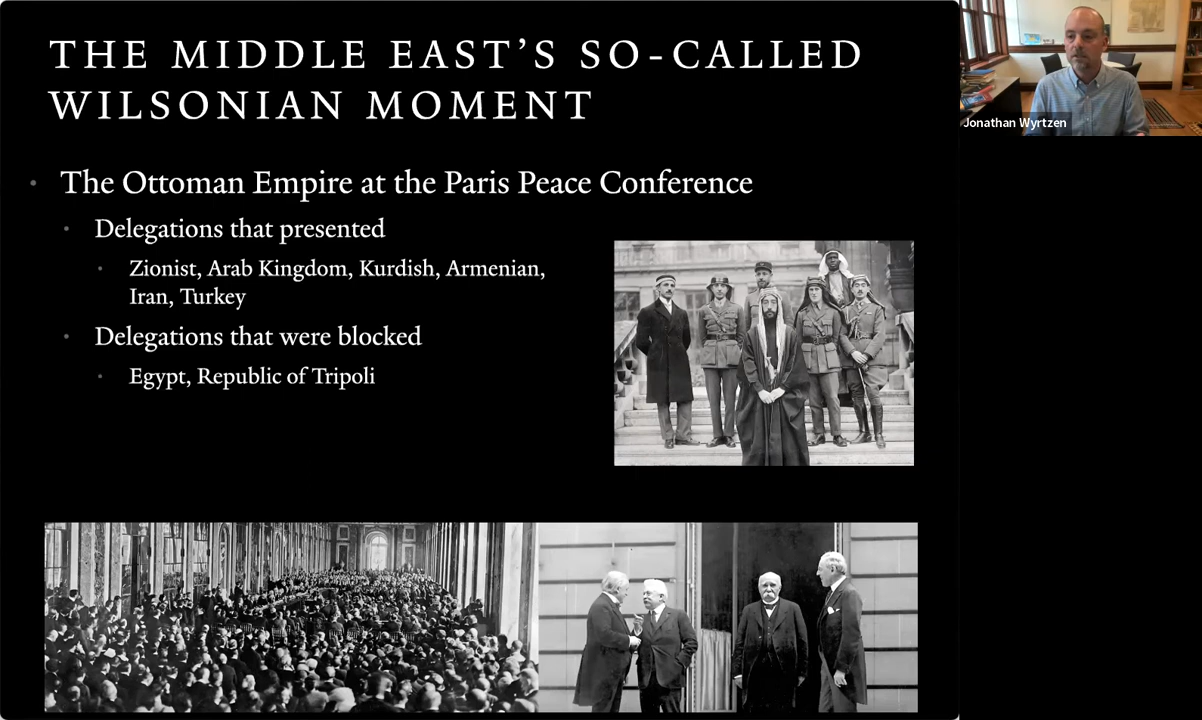 THE MIDDLE EAST’S SO-CALLED
WILSONIAN MOMENT
• The Ottoman Empire at the Paris Peace Conference
• Delegations that presented
• Zionist, Arab Kingdom, Kurdish, Armenian,
Iran, Turkey
• Delegations that were blocked
• Egypt, Republic of Tripoli
Jonathan Wyrtzen